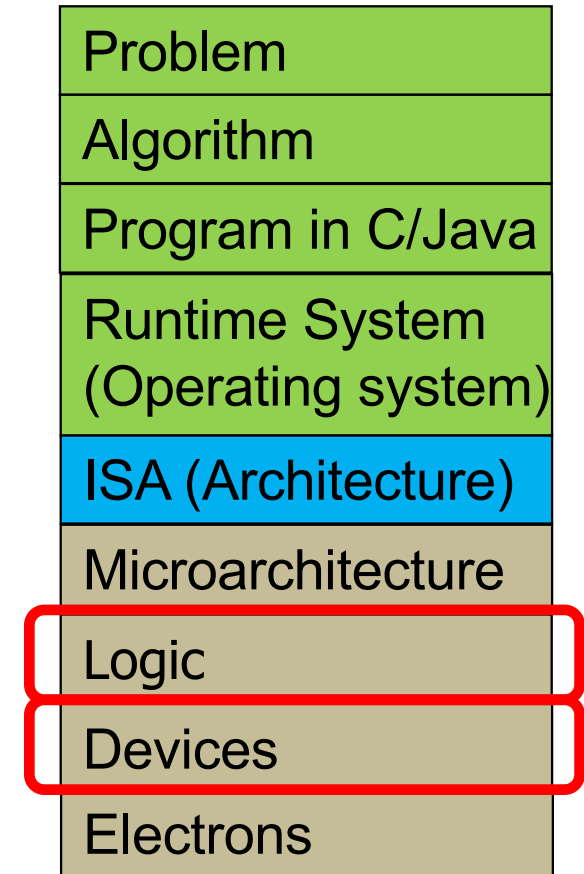 Problem
Algorithm
Program in C/Java
Runtime System
(Operating system)
ISA (Architecture)
Microarchitecture
Logic
Devices
Electrons